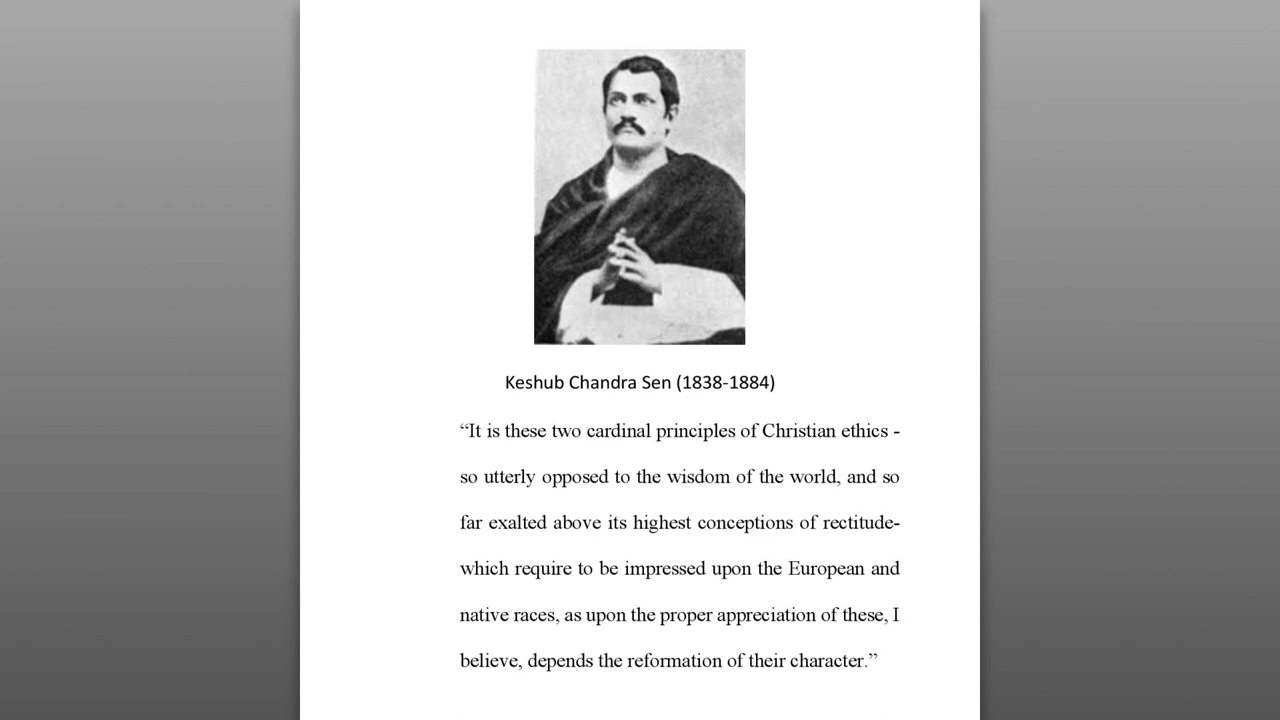 Keshub Chandra Sen (1838-1884)
“It is these two cardinal principles of Christian ethics -
so utterly opposed to the wisdom of the world, and so
far exalted above its highest conceptions of rectitude-
which require to be impressed upon the European and
native races, as upon the proper appreciation of these, I
believe, depends the reformation of their character.”